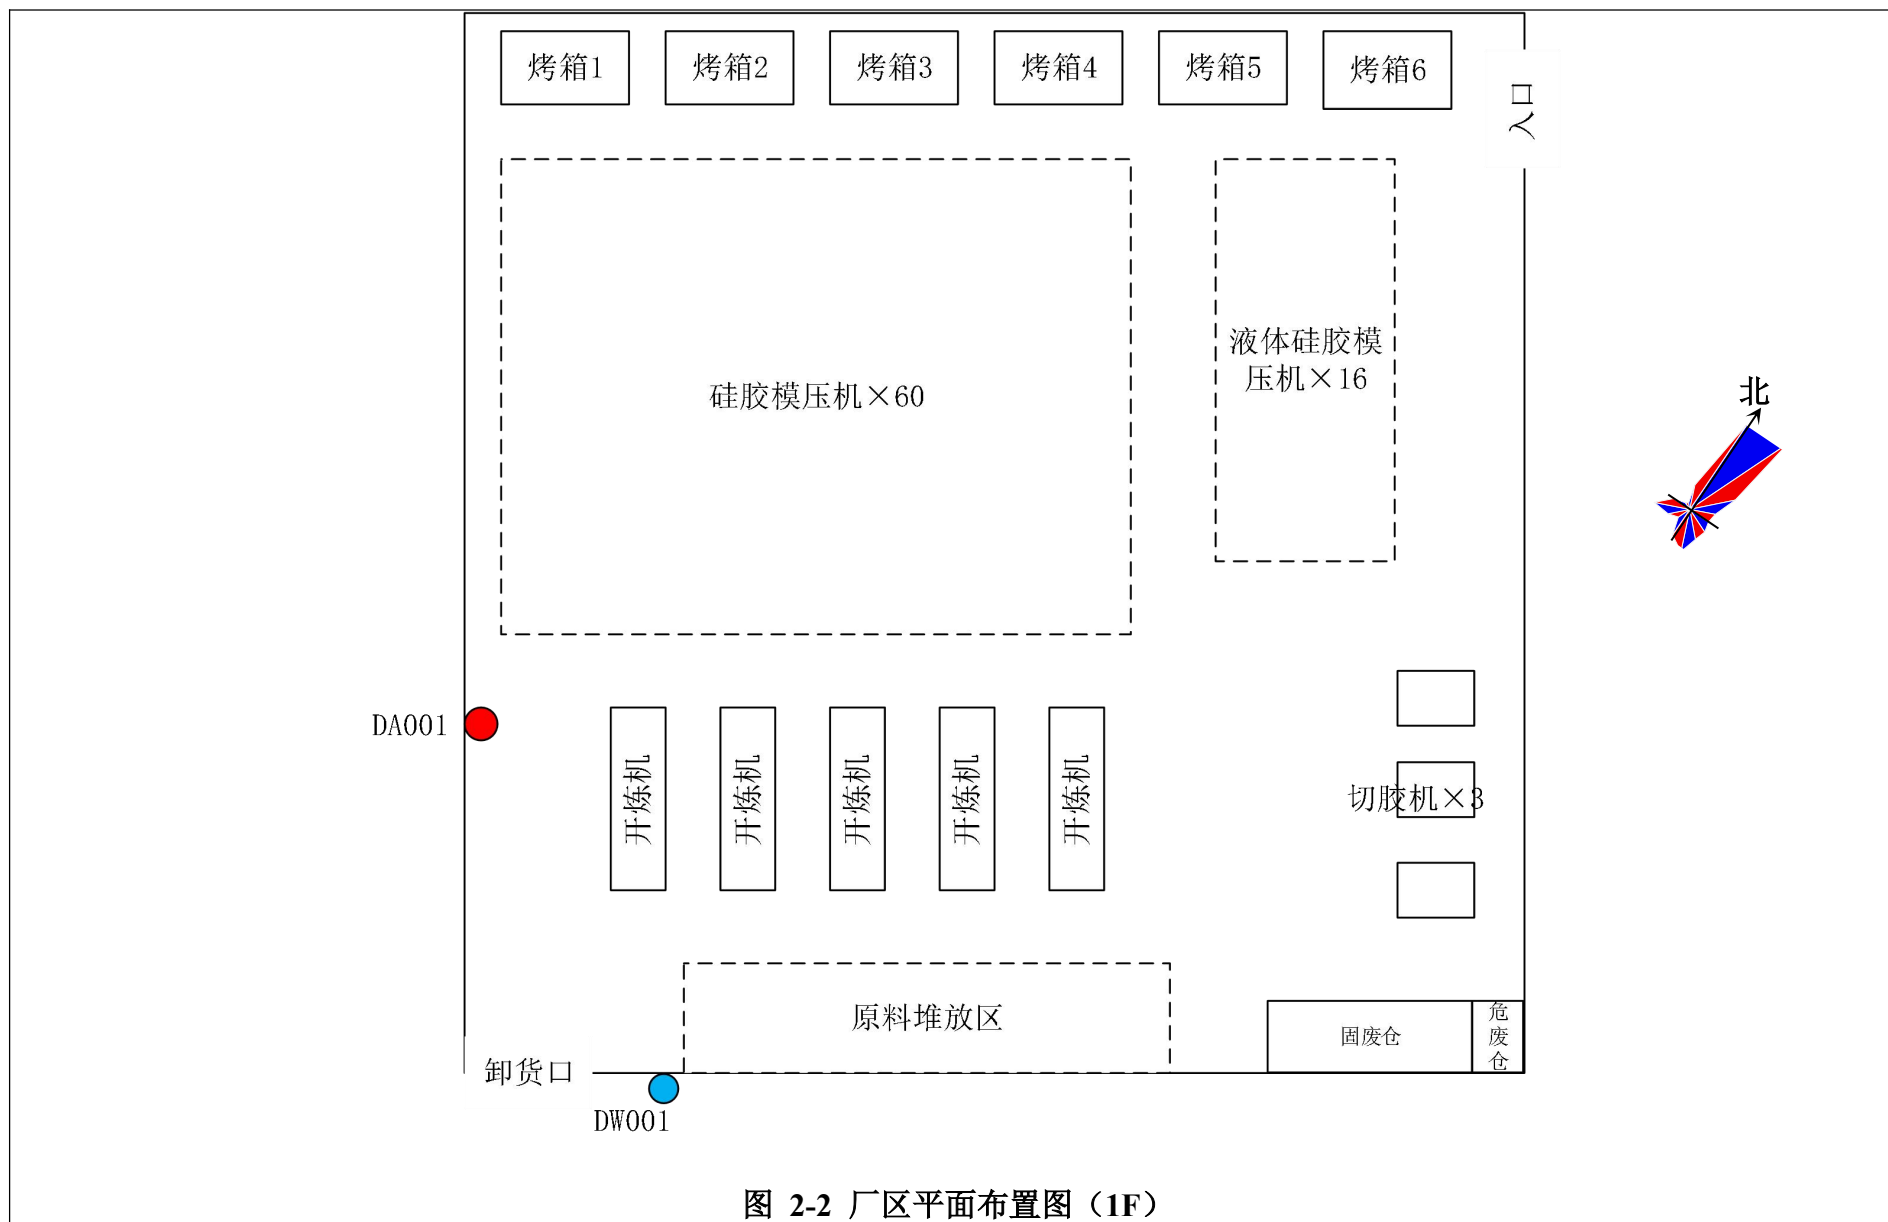 烤箱1
烤箱2
烤箱3
烤箱4
烤箱5
烤箱6
入口
硅胶模压机×60
液体硅胶模
压机×16
北
DA001
开炼机
开炼机
开炼机
开炼机
开炼机
切胶机×3
原料堆放区
固废仓
危
废
仓
卸货口
DW001
图 2-2 厂区平面布置图（1F）